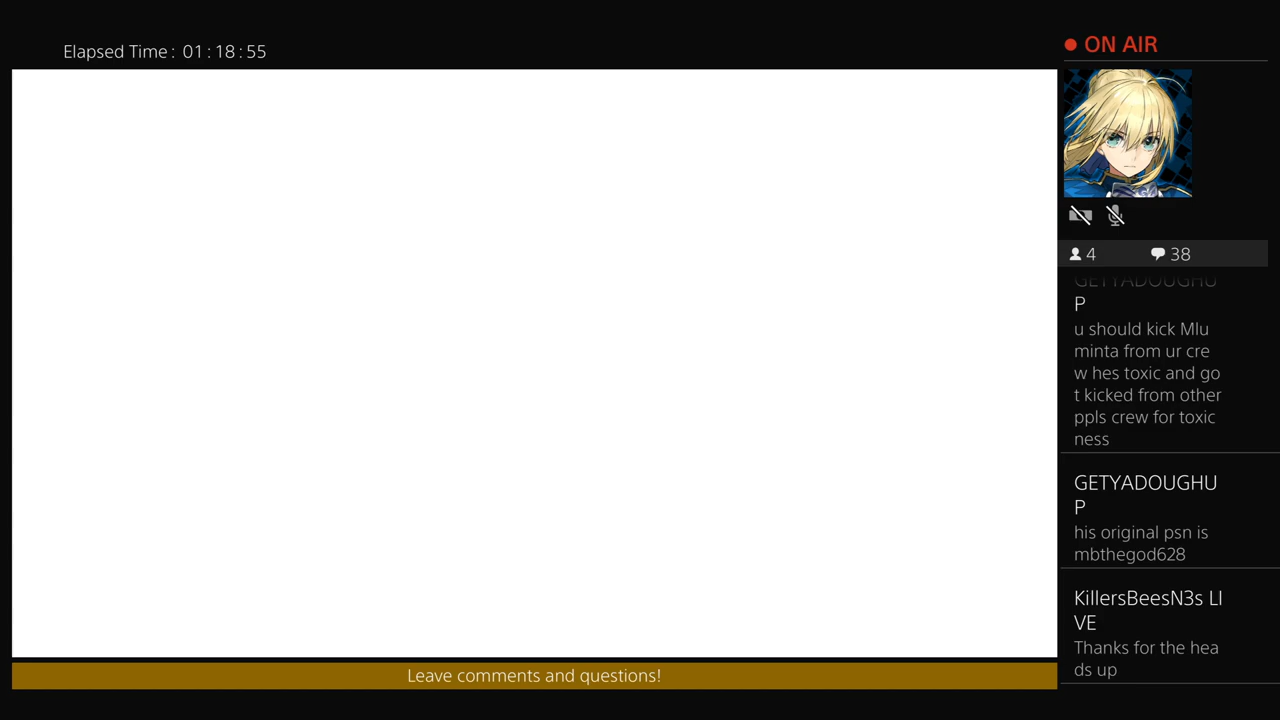 Elapsed Time : 01 : 18 : 55
ON AIR
4 38
GETYADOUGHU
P
u should kick Mlu
minta from ur cre
w hes toxic and go
t kicked from other
ppls crew for toxic
ness
GETYADOUGHU
P
his original psn is
mbthegod628
KillersBeesN3s LI
VE
Thanks for the hea
ds up
Leave comments and questions!